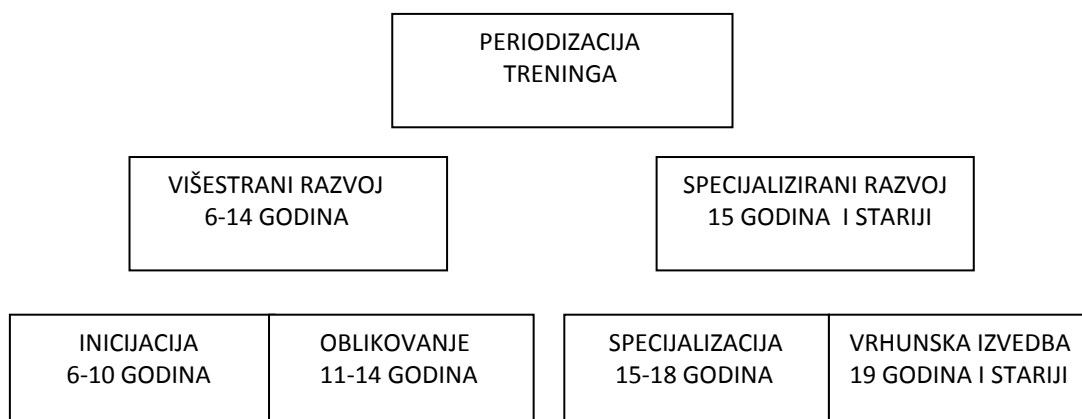 PERIODIZACIJA
TRENINGA
VIŠESTRANI RAZVOJ
6-14 GODINA
SPECIJALIZIRANI RAZVOJ
15 GODINA I STARIJI
INICIJACIJA
6-10 GODINA
OBLIKOVANJE
11-14 GODINA
SPECIJALIZACIJA
15-18 GODINA
VRHUNSKA IZVEDBA
19 GODINA I STARIJI